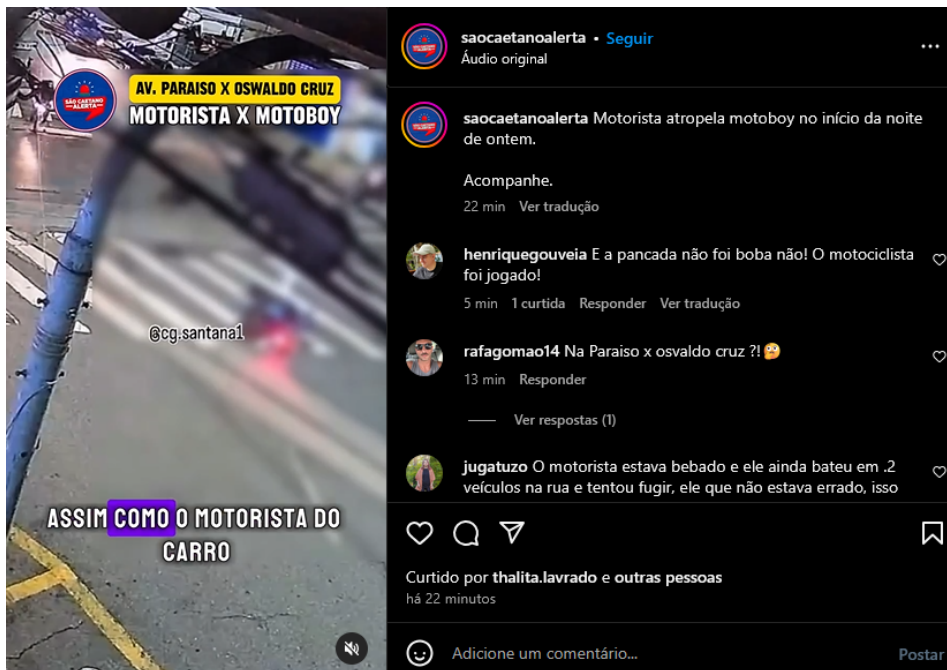 SÃO CAETANO
ALERTA
AV. PARAISO X OSWALDO CRUZ
MOTORISTA X MOTOBOY
@cg.santana1
ASSIM COMO O MOTORISTA DO
CARRO
saocaetanoalerta • Seguir
Áudio original
saocaetanoalerta Motorista atropela motoboy no início da noite
de ontem.
Acompanhe.
22 min Ver tradução
henriquegouveia E a pancada não foi boba não! O motociclista
foi jogado!
5 min 1 curtida Responder Ver tradução
rafagomao14 Na Paraiso x osvaldo cruz ?!🤔
13 min Responder
Ver respostas (1)
jugatuzo O motorista estava bebado e ele ainda bateu em .2
veículos na rua e tentou fugir, ele que não estava errado, isso
Curtido por thalita.lavrado e outras pessoas
há 22 minutos
Adicione um comentário...
Postar